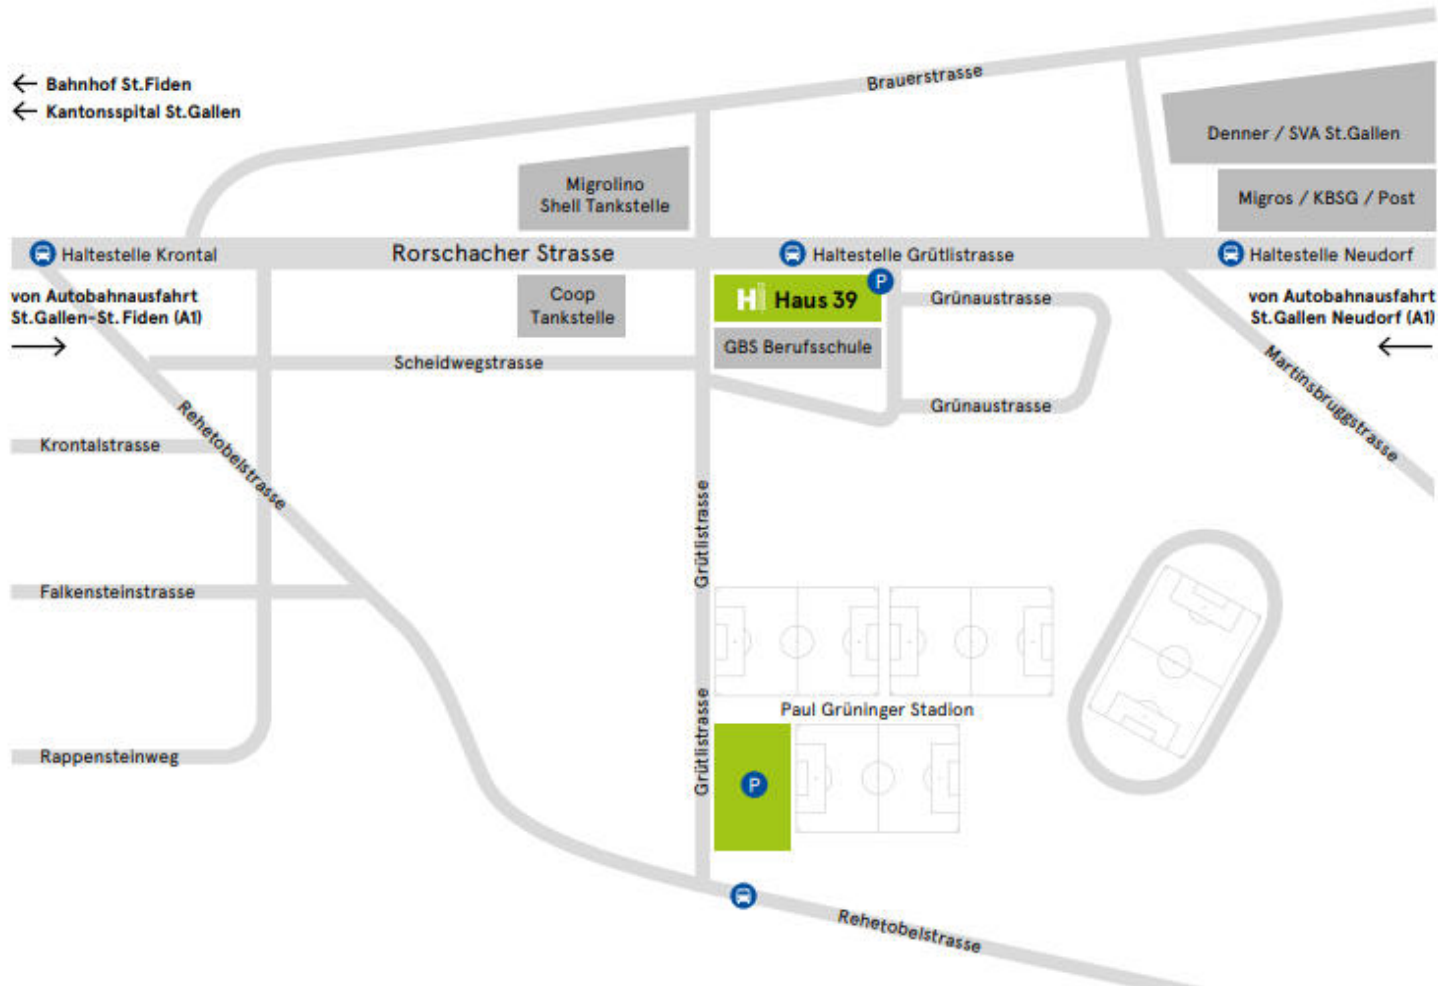 Brauerstrasse
Bahnhof St.Fiden
Kantonsspital St.Gallen
Denner / SVA St.Gallen
Migrolino
Shell Tankstelle
Migros / KBSG / Post
Haltestelle Krontal
Rorschacher Strasse
Haltestelle Grütlistrasse
Haltestelle Neudorf
von Autobahnausfahrt
St.Gallen-St. Fiden (A1)
Coop
Tankstelle
H Haus 39
P
Grünaustrasse
von Autobahnausfahrt
St.Gallen Neudorf (A1)
GBS Berufsschule
Scheidwegstrasse
Martinsbruggstrasse
Grünaustrasse
Rehetobelstrasse
Krontalstrasse
Grütlistrasse
Falkensteinstrasse
Paul Grüninger Stadion
Grütlistrasse
Rappensteinweg
P
Rehetobelstrasse